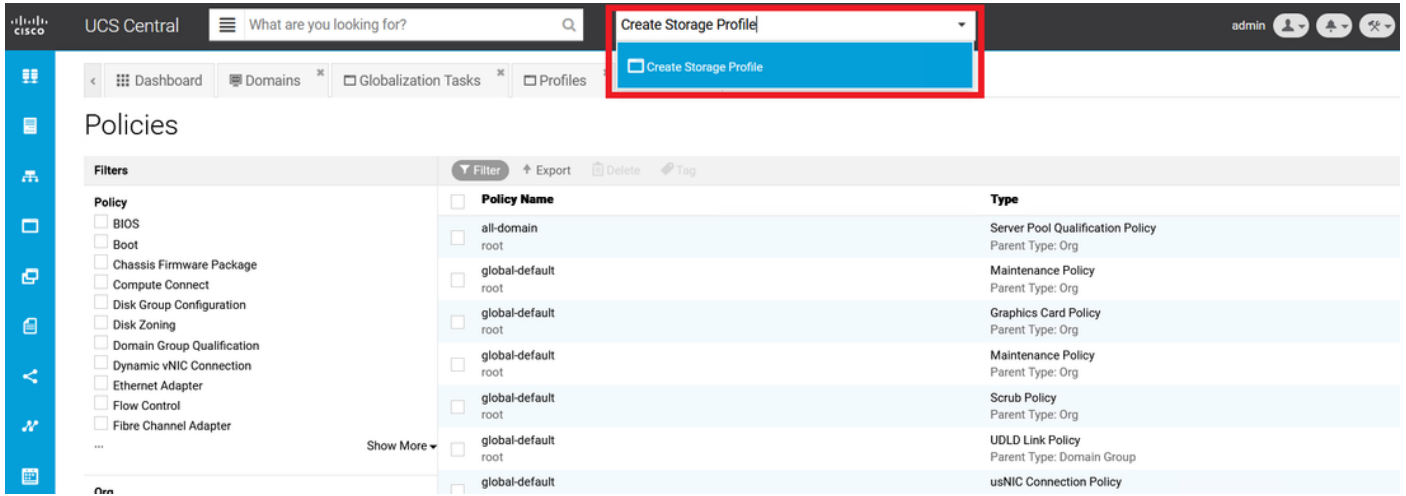 cisco
UCS Central
What are you looking for?
Create Storage Profile
admin
Create Storage Profile
Dashboard
Domains
Globalization Tasks
Profiles
Policies
Filters
Filter
Export
Delete
Tag
Policy
Policy Name
Type
BIOS
Boot
Chassis Firmware Package
Compute Connect
Disk Group Configuration
Disk Zoning
Domain Group Qualification
Dynamic vNIC Connection
Ethernet Adapter
Flow Control
Fibre Channel Adapter
...
Show More
Org
all-domain
Server Pool Qualification Policy
root
Parent Type: Org
global-default
Maintenance Policy
root
Parent Type: Org
global-default
Graphics Card Policy
root
Parent Type: Org
global-default
Maintenance Policy
root
Parent Type: Org
global-default
Scrub Policy
root
Parent Type: Org
global-default
UDLD Link Policy
root
Parent Type: Domain Group
global-default
usNIC Connection Policy